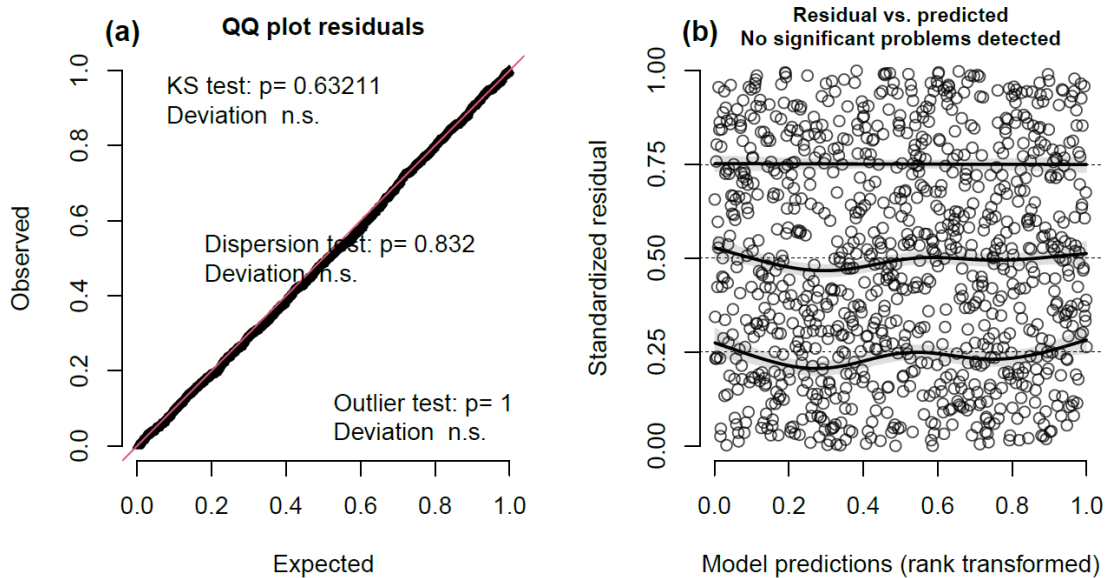 (a)
QQ plot residuals
KS test: p= 0.63211
Deviation n.s.
Dispersion test: p= 0.832
Deviation n.s.
Outlier test: p= 1
Deviation n.s.
Observed
0.0 0.2 0.4 0.6 0.8 1.0
0.0 0.2 0.4 0.6 0.8 1.0
Expected
(b)
Residual vs. predicted
No significant problems detected
Standardized residual
0.00 0.25 0.50 0.75 1.00
0.0 0.2 0.4 0.6 0.8 1.0
Model predictions (rank transformed)